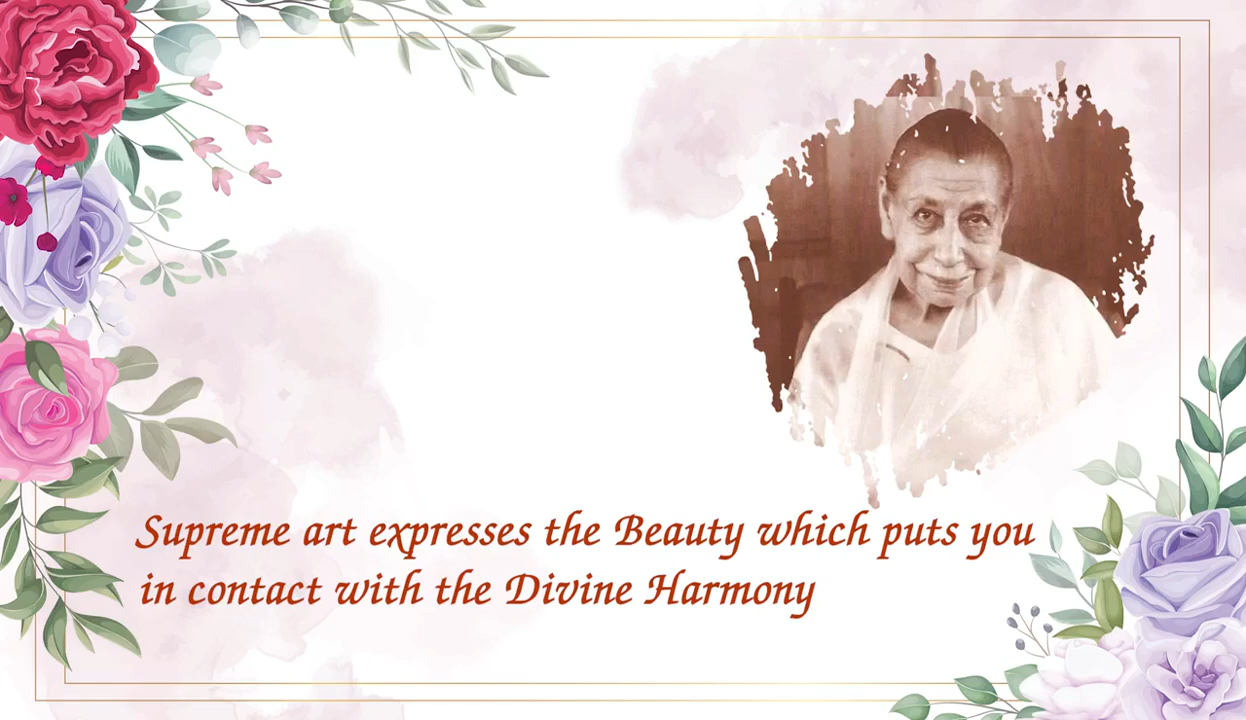 Supreme art expresses the Beauty which puts you
in contact with the Divine Harmony